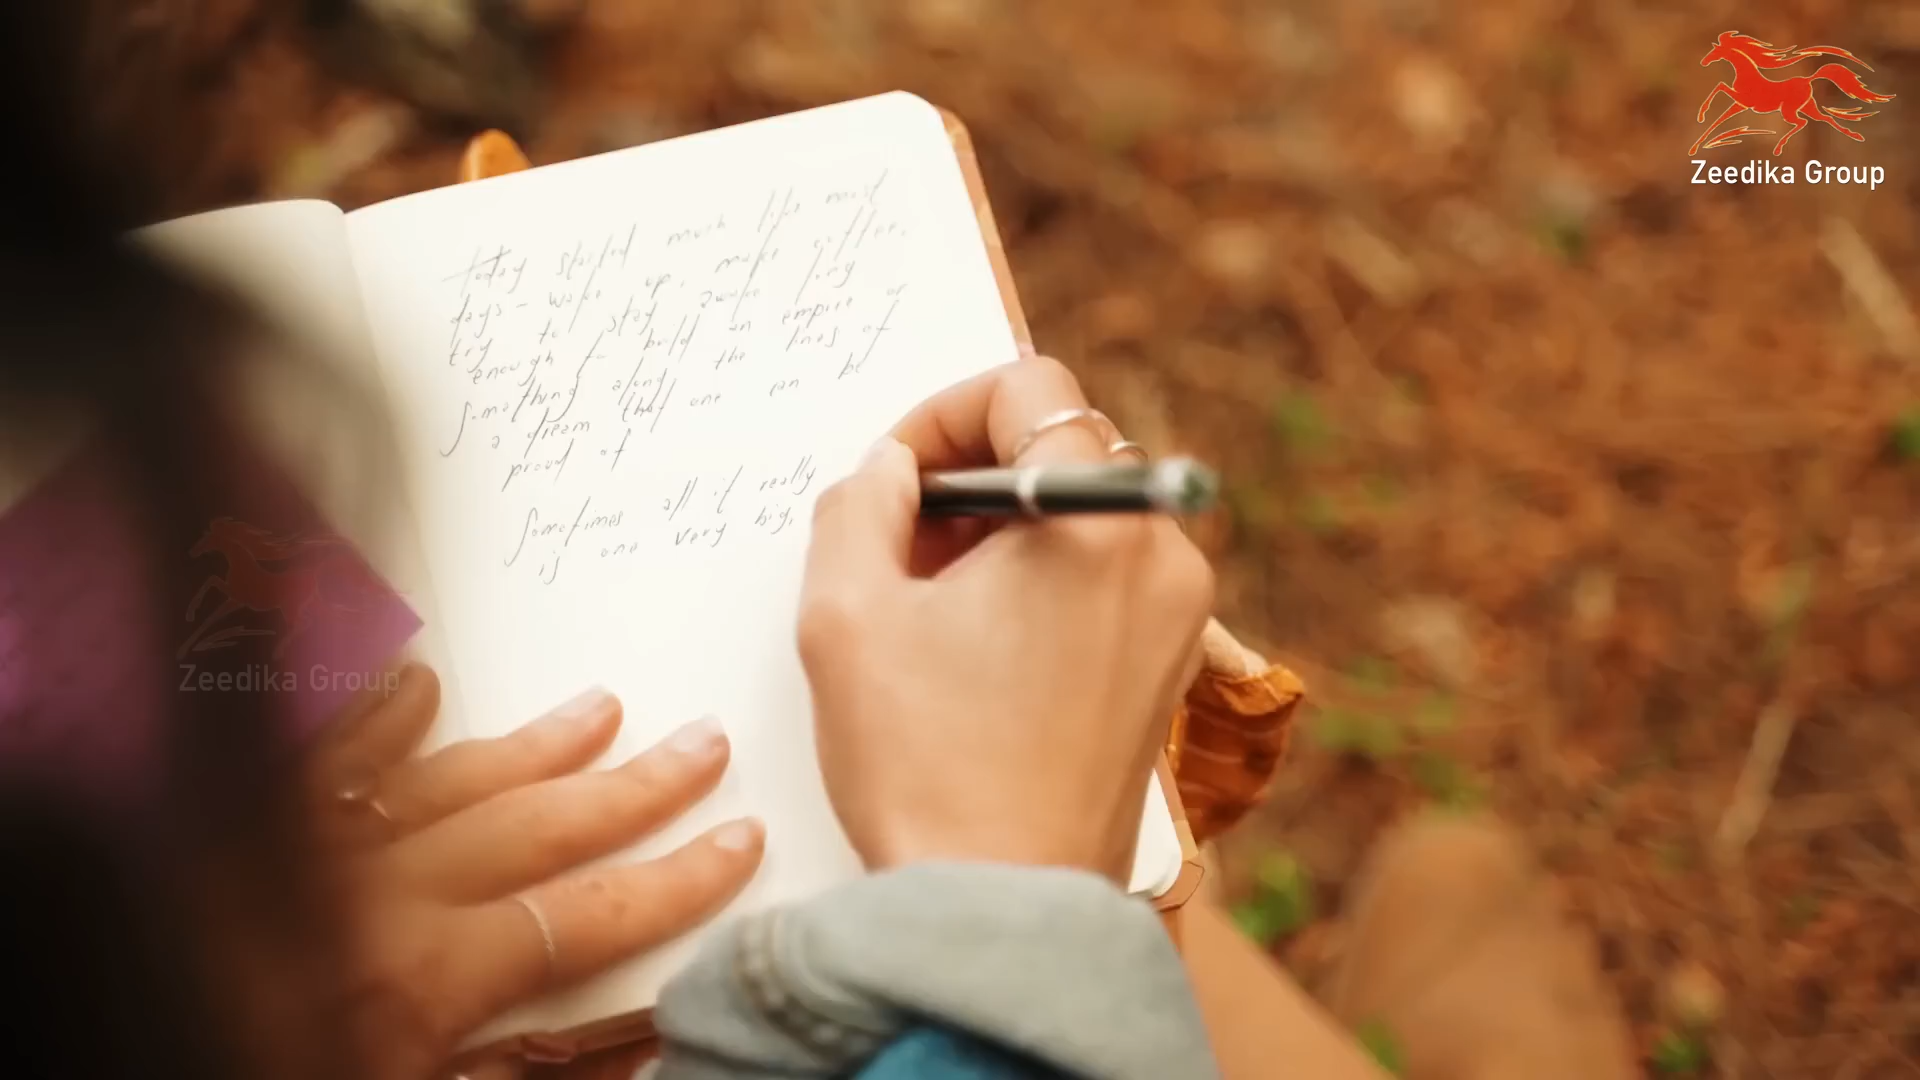 today started much like most
days - wake up, make coffee,
try to stay awake long
enough to build an empire or
something along the lines of
a dream that one can be
proud of
Sometimes all it really
is one very big,
Zeedika Group
Zeedika Group